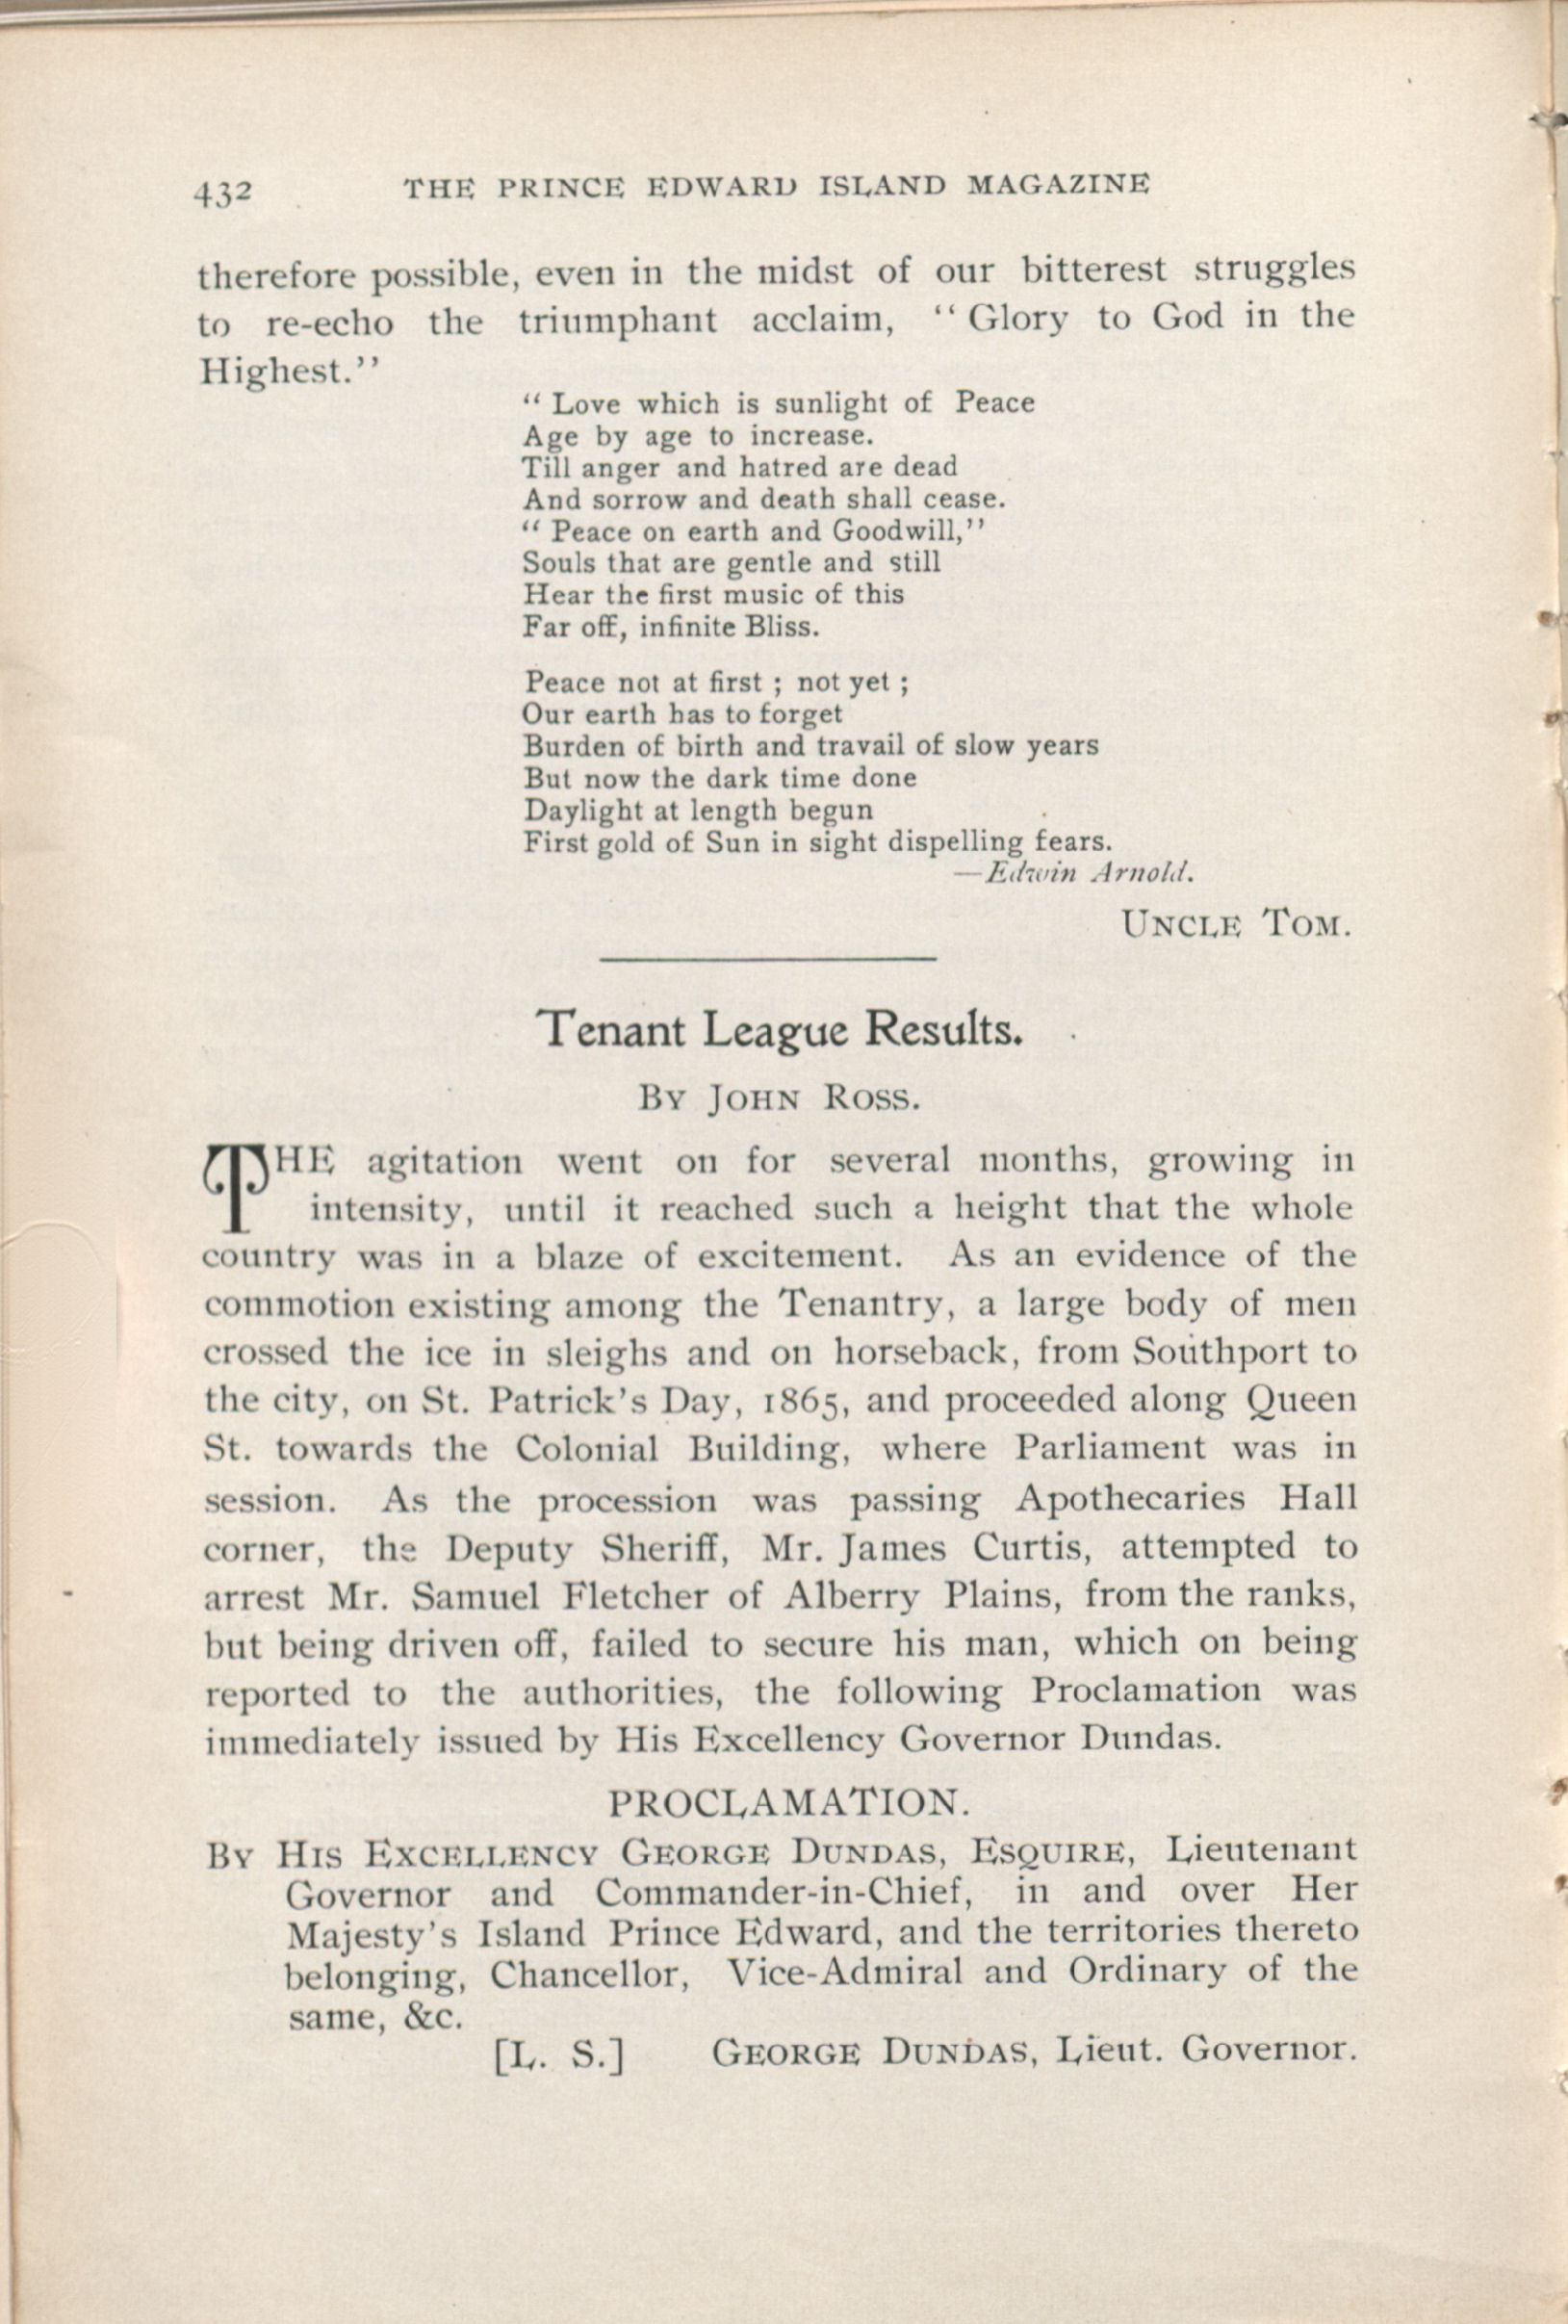 432 THE PRINCE EDWARD ISLAND MAGAZINE
therefore possible, even in the midst of our bitterest struggles
to re-echo the triumphant acclaim, “Glory to God in the
Highest.”
“Love which is sunlight of Peace
Age by age to increase.
Till anger and hatred are dead
And sorrow and death shall cease.
“Peace on earth and Goodwill,”
Souls that are gentle and still
Hear the first music of this
Far off, infinite Bliss.
Peace not at first ; not yet ;
Our earth has to forget
Burden of birth and travail of slow years
But now the dark time done
Daylight at length begun
First gold of Sun in sight dispelling fears.
—Edwin Arnold.
UNCLE TOM.
Tenant League Results.
BY JOHN ROSS.
THE agitation went on for several months, growing in
intensity, until it reached such a height that the whole
country was in a blaze of excitement. As an evidence of the
commotion existing among the Tenantry, a large body of men
crossed the ice in sleighs and on horseback, from Southport to
the city, on St. Patrick’s Day, 1865, and proceeded along Queen
St. towards the Colonial Building, where Parliament was in
session. As the procession was passing Apothecaries Hall
corner, the Deputy Sheriff, Mr. James Curtis, attempted to
arrest Mr. Samuel Fletcher of Alberry Plains, from the ranks,
but being driven off, failed to secure his man, which on being
reported to the authorities, the following Proclamation was
immediately issued by His Excellency Governor Dundas.
PROCLAMATION.
BY HIS EXCELLENCY GEORGE DUNDAS, ESQUIRE, Lieutenant
Governor and Commander-in-Chief, in and over Her
Majesty’s Island Prince Edward, and the territories thereto
belonging, Chancellor, Vice-Admiral and Ordinary of the
same, &c.
[L. S.] GEORGE DUNDAS, Lieut. Governor.